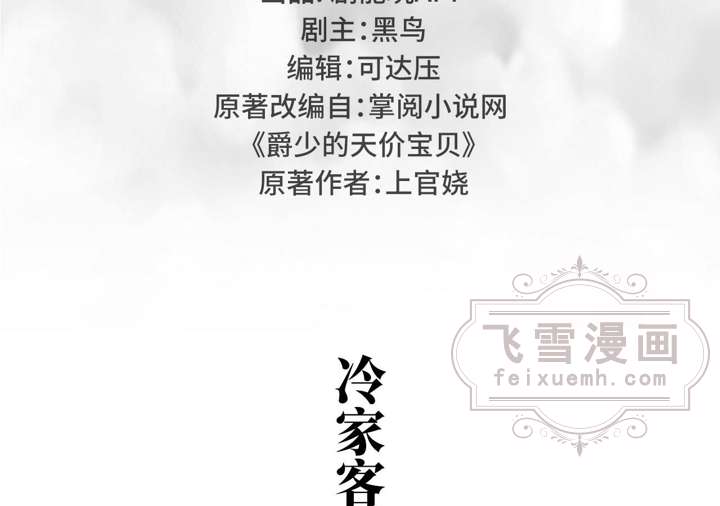 剧主：黑鸟
编辑：可达压
原著改编自：掌阅小说网
《爵少的天价宝贝》
原著作者：上官娆
飞雪漫画
feixuemh.com
冷家客